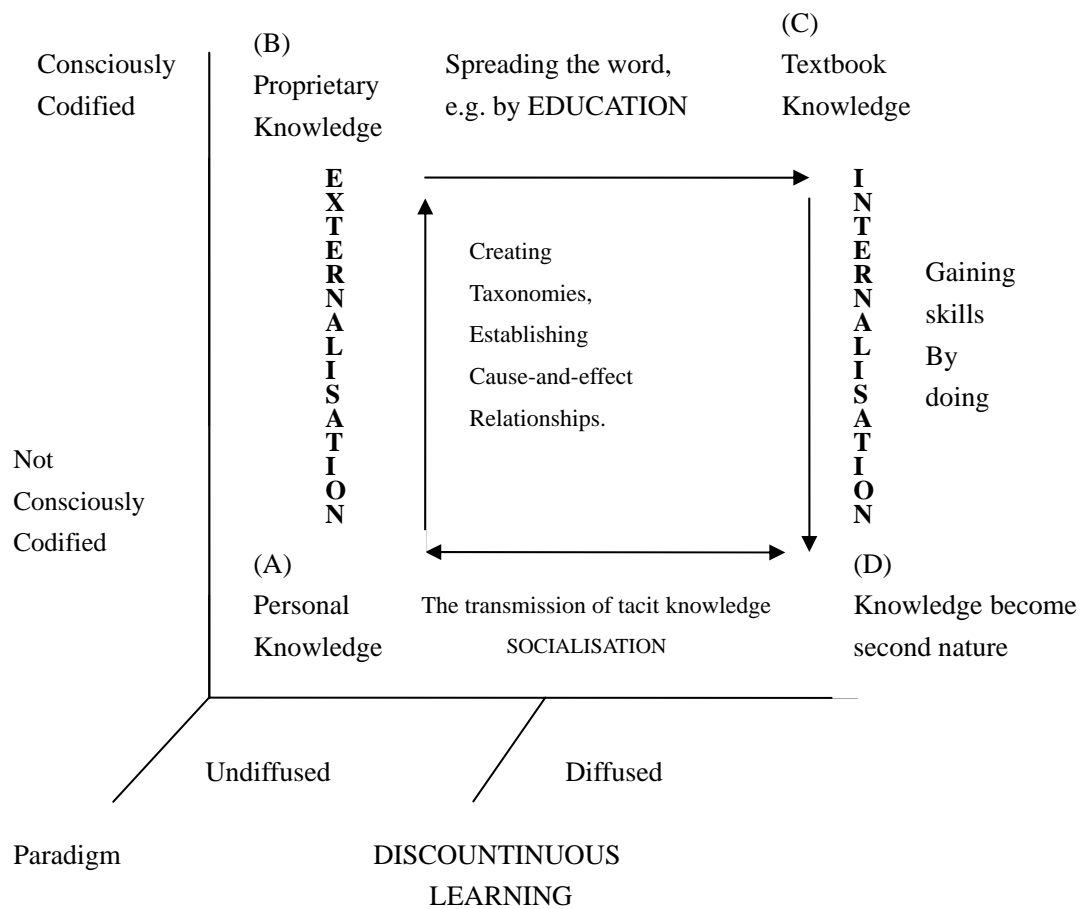 Consciously
Codified
(B)
Proprietary
Knowledge
Spreading the word,
e.g. by EDUCATION
(C)
Textbook
Knowledge
E
X
T
E
R
N
A
L
I
S
A
T
I
O
N
Creating
Taxonomies,
Establishing
Cause-and-effect
Relationships.
I
N
T
E
R
N
A
L
I
S
A
T
I
O
N
Gaining
skills
By
doing
Not
Consciously
Codified
(A)
Personal
Knowledge
The transmission of tacit knowledge
SOCIALISATION
(D)
Knowledge become
second nature
Undiffused
Diffused
Paradigm
DISCOUNTINUOUS
LEARNING